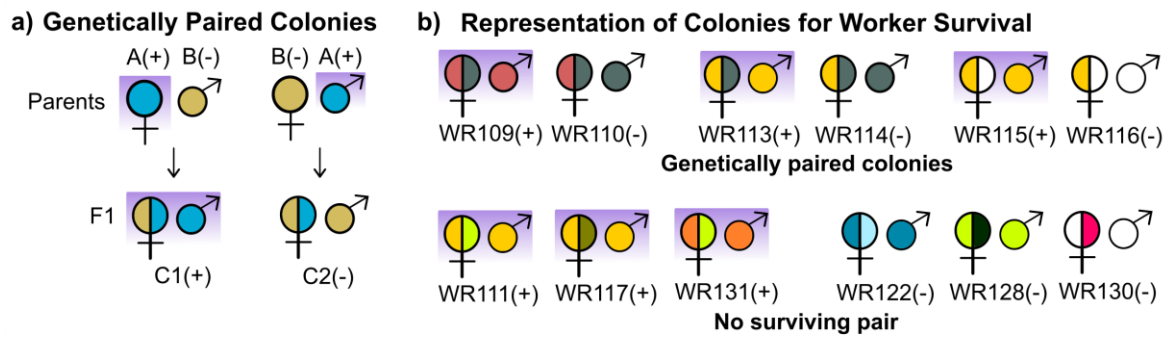 a) Genetically Paired Colonies
A(+) B(-) B(-) A(+)
Parents
F1
C1(+) C2(-)
b) Representation of Colonies for Worker Survival
WR109(+) WR110(-) WR113(+) WR114(-) WR115(+) WR116(-)
Genetically paired colonies
WR111(+) WR117(+) WR131(+) WR122(-) WR128(-) WR130(-)
No surviving pair